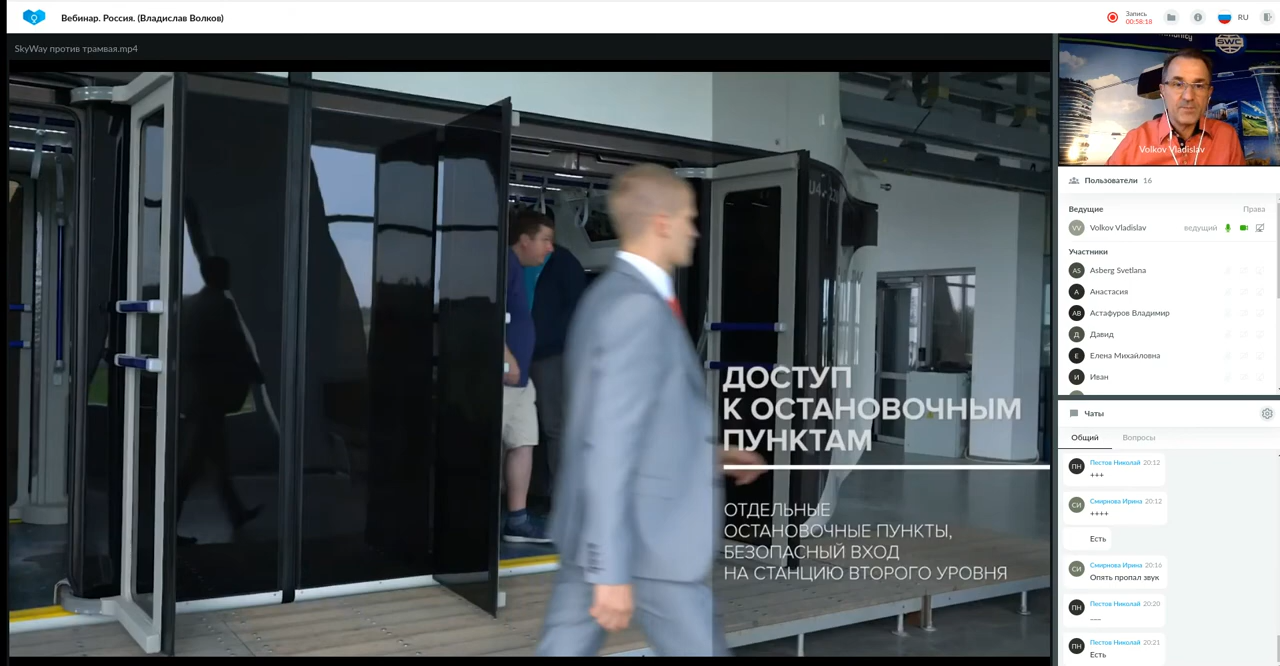 Вебинар. Россия. (Владислав Волков)
Запись
00:58:18
RU
SkyWay против трамвая.mp4
SWC
Volkov Vladislav
ДОСТУП
К ОСТАНОВОЧНЫМ
ПУНКТАМ
ОТДЕЛЬНЫЕ
ОСТАНОВОЧНЫЕ ПУНКТЫ,
БЕЗОПАСНЫЙ ВХОД
НА СТАНЦИЮ ВТОРОГО УРОВНЯ
Пользователи 16
Ведущие Права
VV Volkov Vladislav ведущий
Участники
AS Asberg Svetlana
А Анастасия
АВ Астафуров Владимир
Д Давид
Е Елена Михайловна
И Иван
Чаты
Общий Вопросы
ПН Пестов Николай 20:12
+++
СИ Смирнова Ирина 20:12
++++
Есть
СИ Смирнова Ирина 20:16
Опять пропал звук
ПН Пестов Николай 20:20
ПН Пестов Николай 20:21
Есть